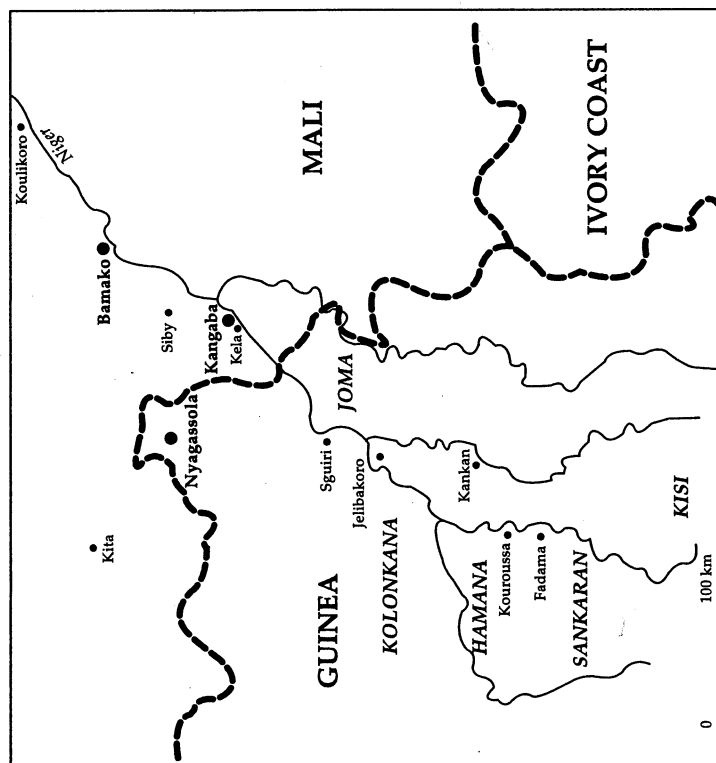 Koulikoro
Niger
Bamako
MALI
Siby
Kangaba
Kela
IVORY COAST
Nyagassola
JOMA
Kita
Sguiri
Jelibakoro
Kankan
GUINEA
KOLONKANA
HAMANA
Kouroussa
Fadama
SANKARAN
KISI
0
100 km